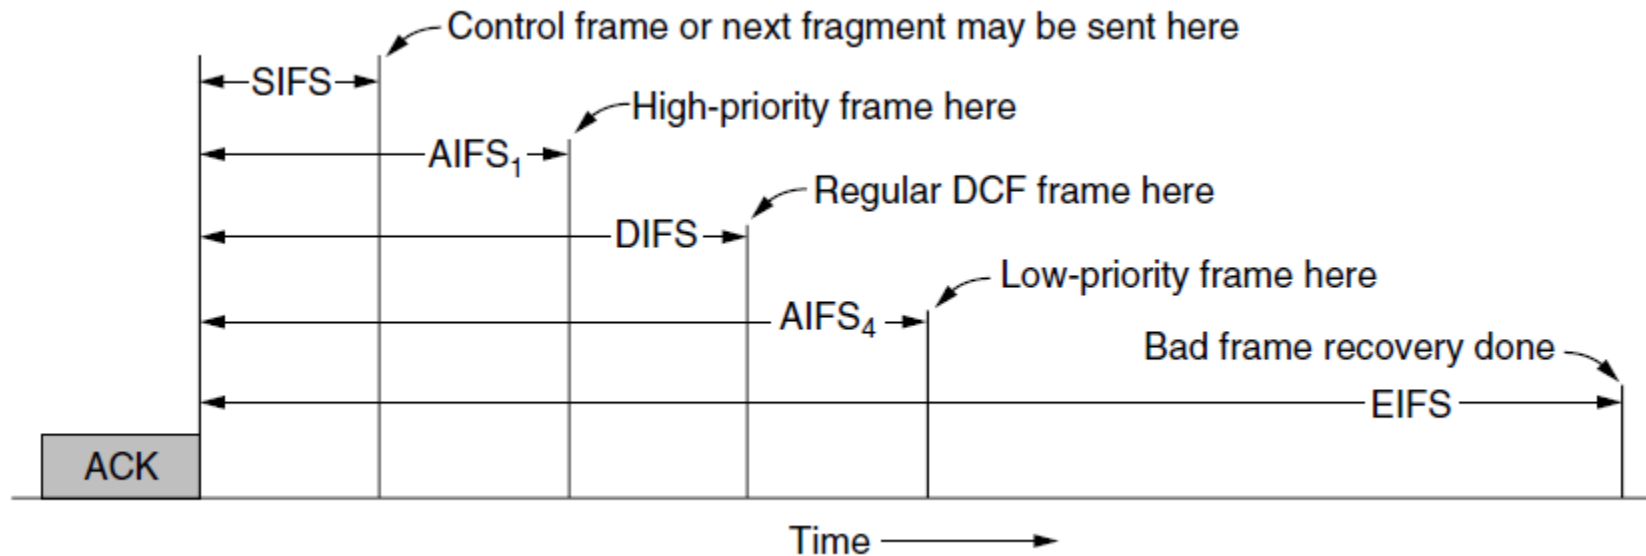 Control frame or next fragment may be sent here
SIFS
High-priority frame here
AIFS₁
Regular DCF frame here
DIFS
Low-priority frame here
AIFS₄
Bad frame recovery done
EIFS
ACK
Time